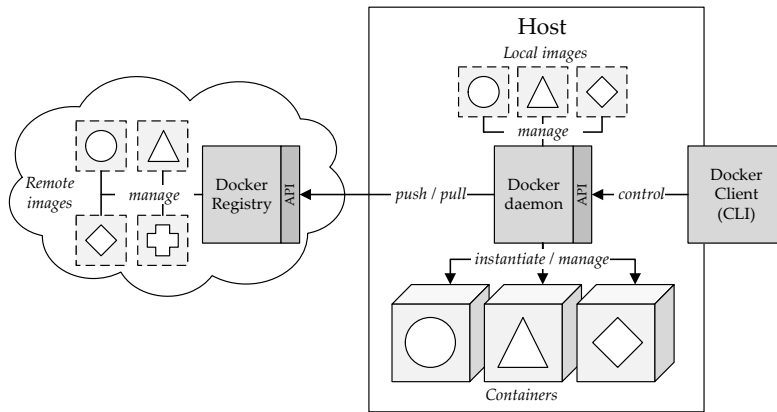 Host
Local images
manage
Remote
images
manage
Docker
Registry
API
push / pull
Docker
daemon
API
control
Docker
Client
(CLI)
instantiate / manage
Containers